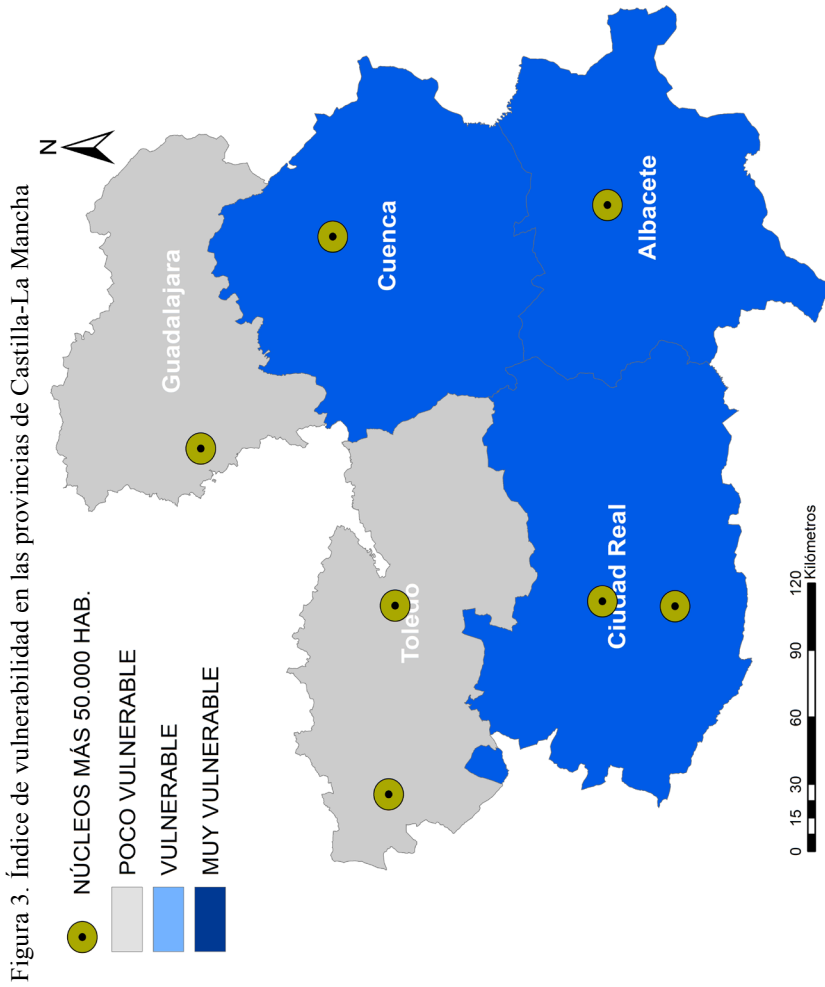 Figura 3. Índice de vulnerabilidad en las provincias de Castilla-La Mancha
NÚCLEOS MÁS 50.000 HAB.
POCO VULNERABLE
VULNERABLE
MUY VULNERABLE
N
Guadalajara
Cuenca
Toledo
Albacete
Ciudad Real
0 15 30 60 90 120
Kilómetros